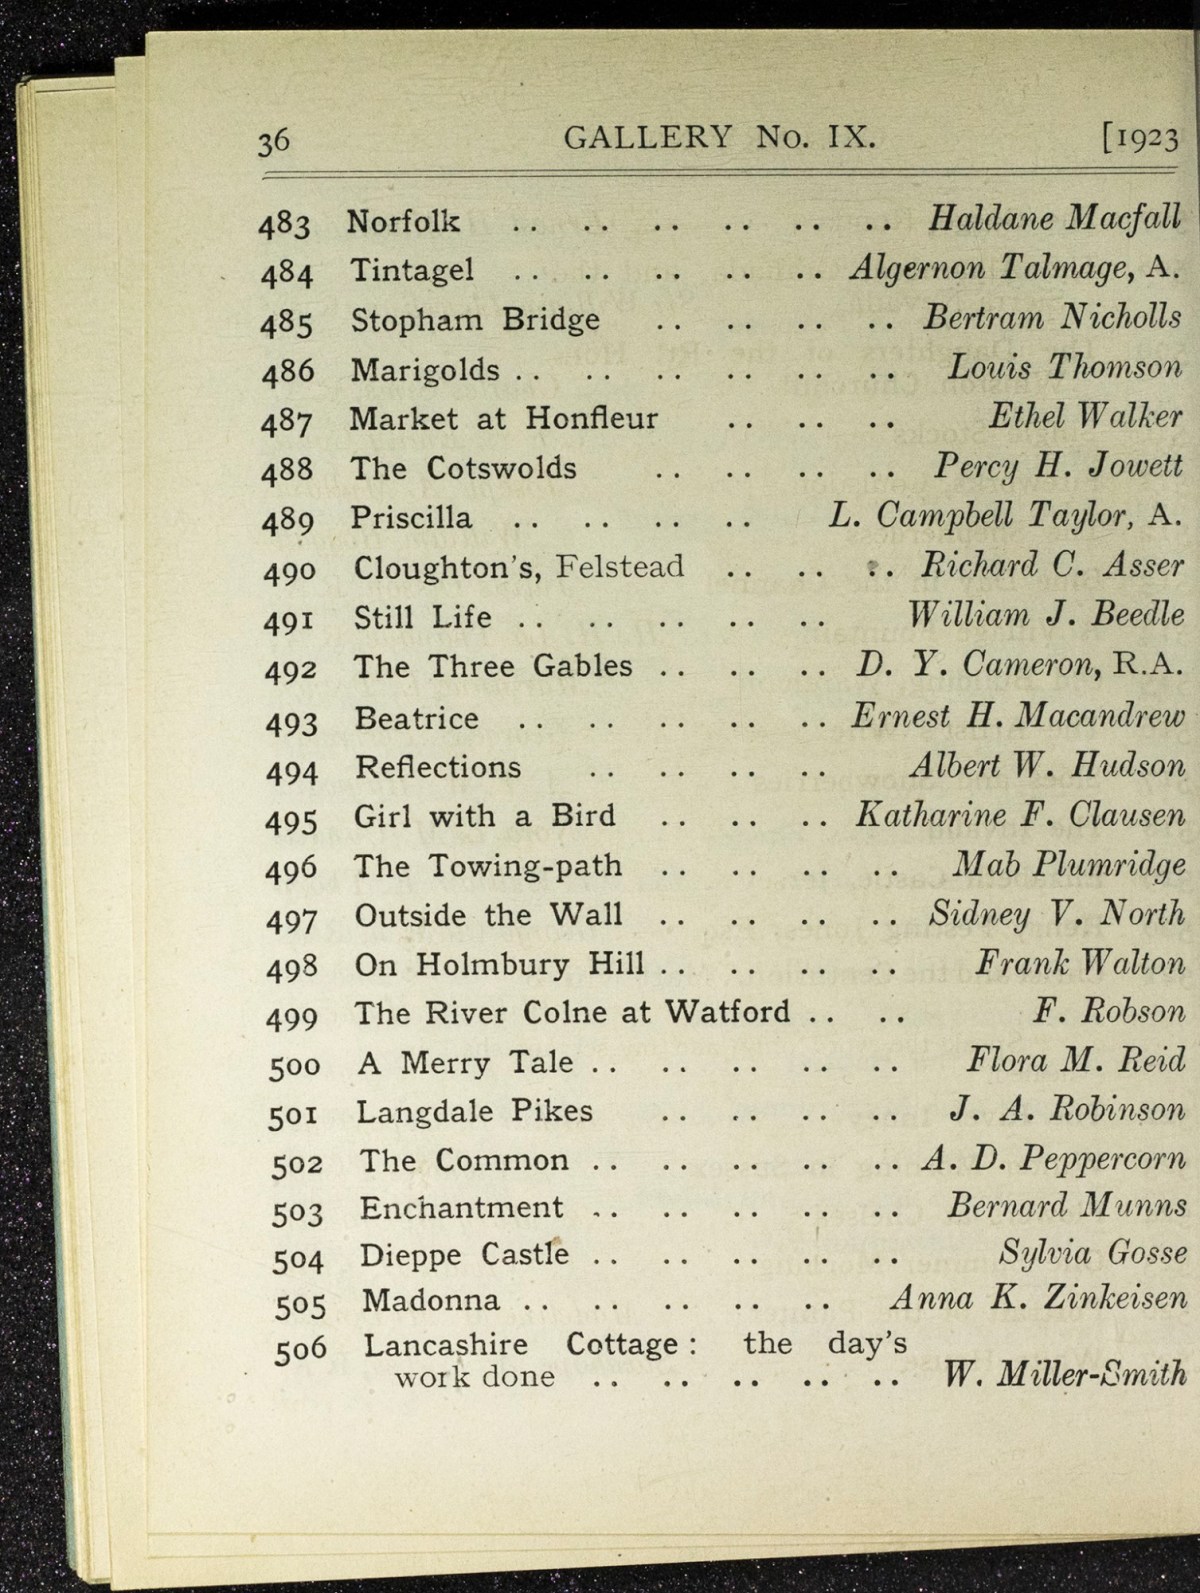 36 GALLERY No. IX. [1923
483 Norfolk .. .. .. .. .. .. Haldane Macfall
484 Tintagel .. .. .. .. .. Algernon Talmage, A.
485 Stopham Bridge .. .. .. .. Bertram Nicholls
486 Marigolds .. .. .. .. .. .. Louis Thomson
487 Market at Honfleur .. .. .. Ethel Walker
488 The Cotswolds .. .. .. .. Percy H. Jowett
489 Priscilla .. .. .. .. L. Campbell Taylor, A.
490 Cloughton's, Felstead .. .. .. Richard C. Asser
491 Still Life .. .. .. .. .. William J. Beedle
492 The Three Gables .. .. .. D. Y. Cameron, R.A.
493 Beatrice .. .. .. .. .. Ernest H. Macandrew
494 Reflections .. .. .. .. Albert W. Hudson
495 Girl with a Bird .. .. .. Katharine F. Clausen
496 The Towing-path .. .. .. .. Mab Plumridge
497 Outside the Wall .. .. .. .. Sidney V. North
498 On Holmbury Hill .. .. .. .. Frank Walton
499 The River Colne at Watford .. .. F. Robson
500 A Merry Tale .. .. .. .. .. Flora M. Reid
501 Langdale Pikes .. .. .. .. J. A. Robinson
502 The Common .. .. .. .. .. A. D. Peppercorn
503 Enchantment .. .. .. .. .. Bernard Munns
504 Dieppe Castle .. .. .. .. .. Sylvia Gosse
505 Madonna .. .. .. .. .. Anna K. Zinkeisen
506 Lancashire Cottage: the day's
work done .. .. .. .. .. W. Miller-Smith